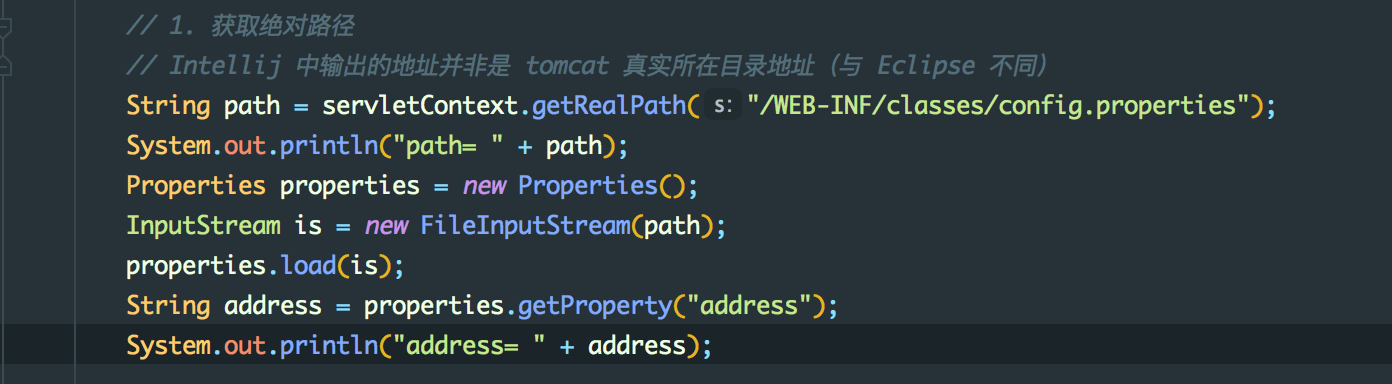 // 1. 获取绝对路径
// Intellij 中输出的地址并非是 tomcat 真实所在目录地址（与 Eclipse 不同）
String path = servletContext.getRealPath( s: "/WEB-INF/classes/config.properties");
System.out.println("path= " + path);
Properties properties = new Properties();
InputStream is = new FileInputStream(path);
properties.load(is);
String address = properties.getProperty("address");
System.out.println("address= " + address);